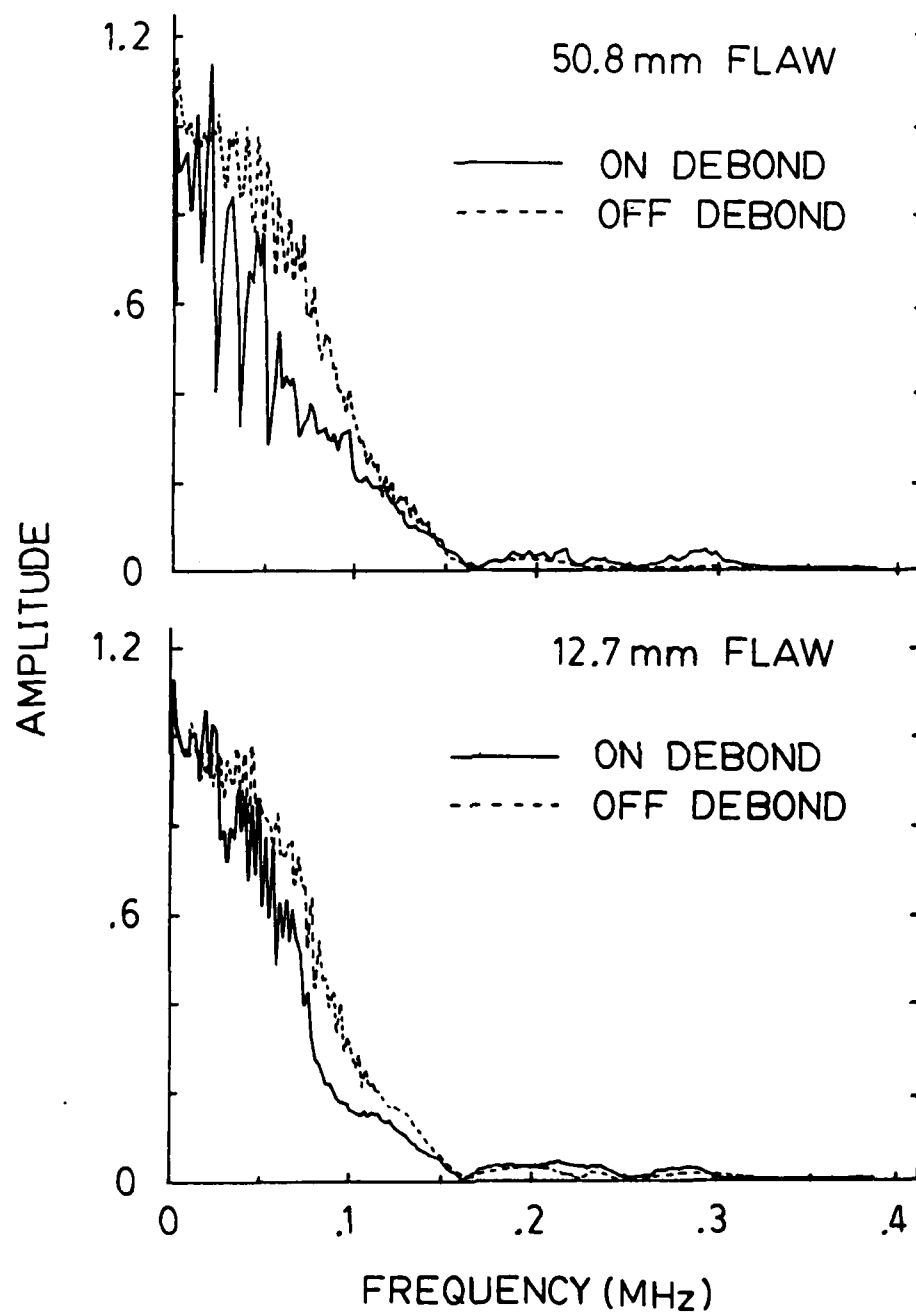 1.2
50.8 mm FLAW
ON DEBOND
OFF DEBOND
.6
0
AMPLITUDE
1.2
12.7 mm FLAW
ON DEBOND
OFF DEBOND
.6
0
0 .1 .2 .3 .4
FREQUENCY (MHz)